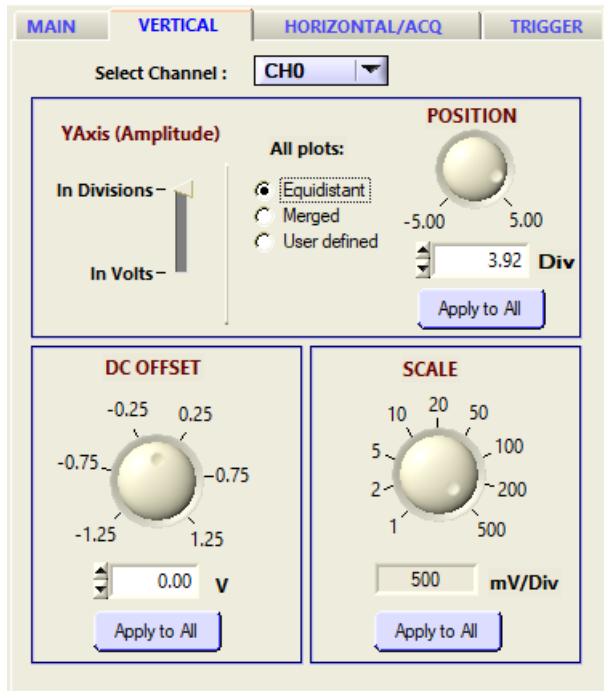 MAIN VERTICAL HORIZONTAL/ACQ TRIGGER
Select Channel : CH0
YAxis (Amplitude)
In Divisions
In Volts
All plots:
Equidistant
Merged
User defined
POSITION
-5.00 5.00
3.92 Div
Apply to All
DC OFFSET
-0.25 0.25
-0.75 -0.75
-1.25 1.25
0.00 V
Apply to All
SCALE
10 20 50
5 100
2 200
1 500
500 mV/Div
Apply to All